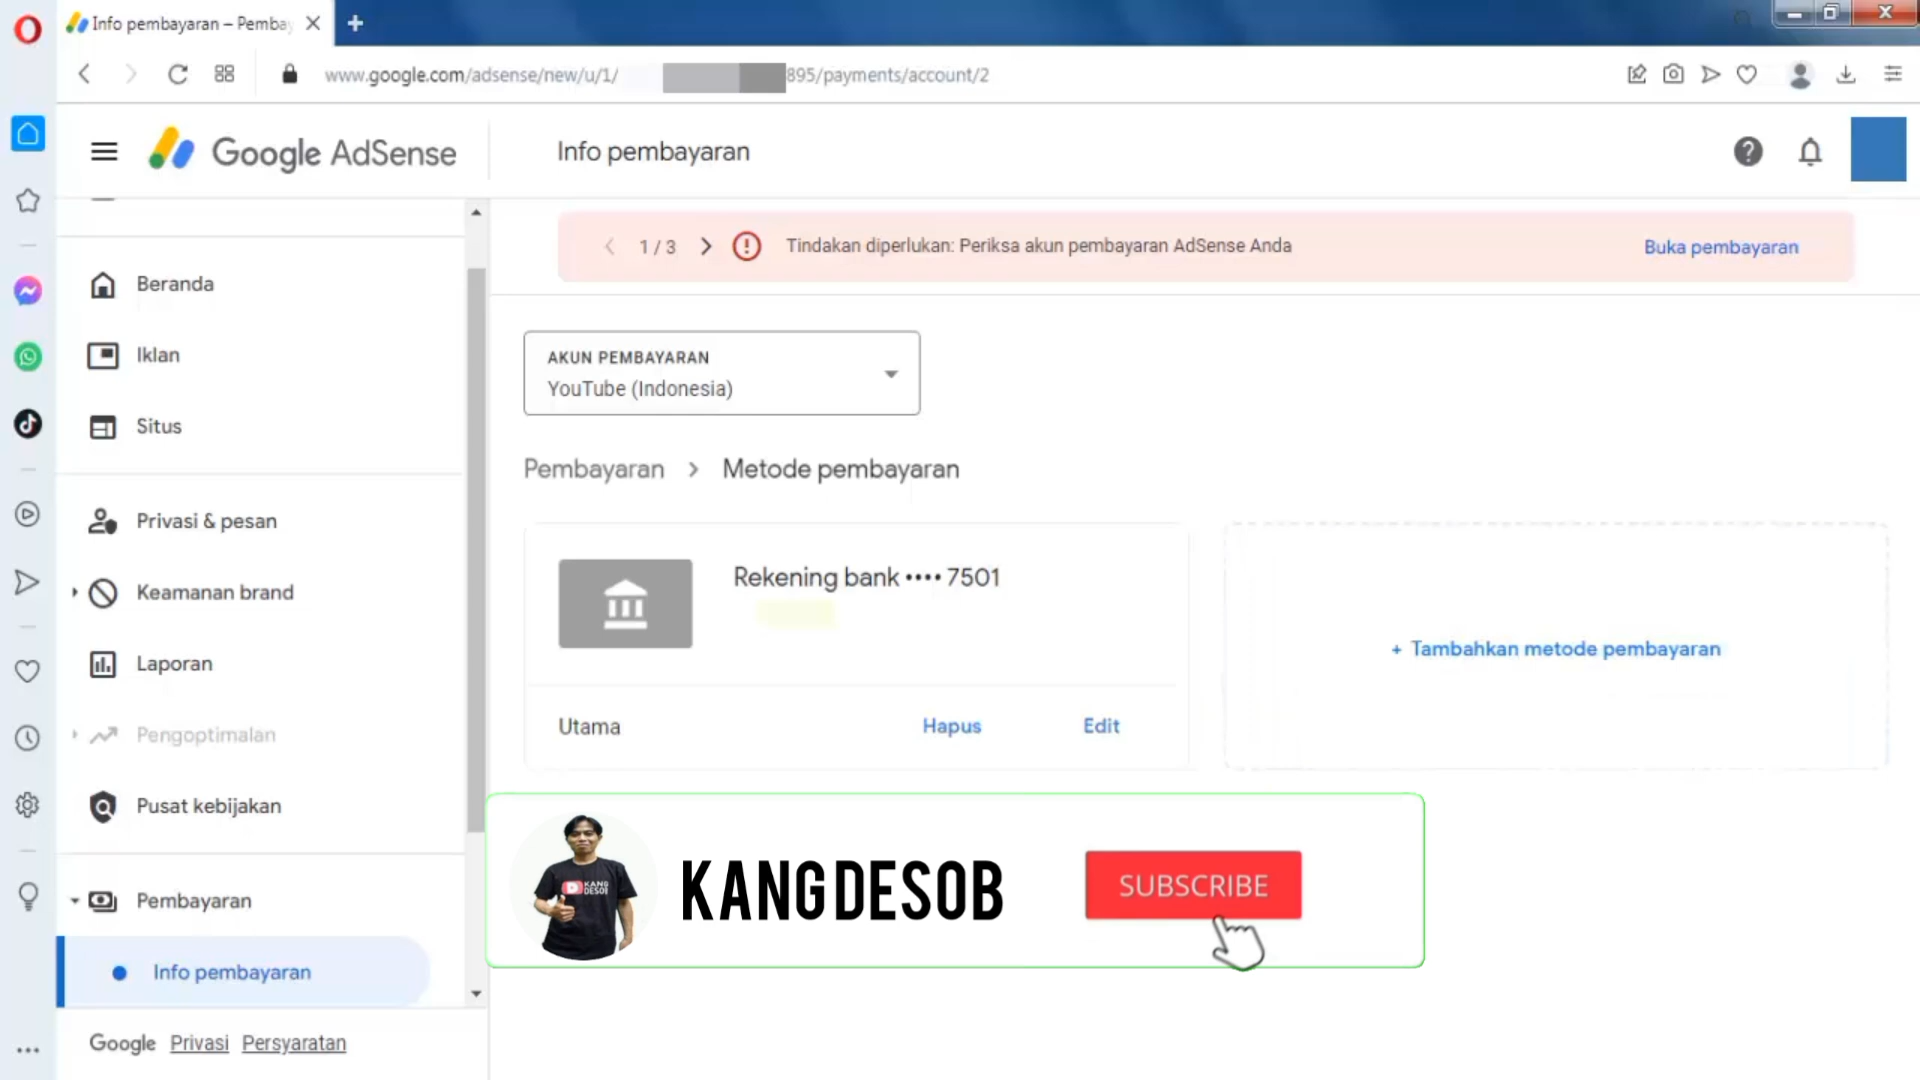 Info pembayaran – Pemba
www.google.com/adsense/new/u/1/
895/payments/account/2
Google AdSense
Info pembayaran
1 / 3
Tindakan diperlukan: Periksa akun pembayaran AdSense Anda
Buka pembayaran
Beranda
Iklan
Situs
Privasi & pesan
Keamanan brand
Laporan
Pengoptimalan
Pusat kebijakan
Pembayaran
Info pembayaran
Google Privasi Persyaratan
AKUN PEMBAYARAN
YouTube (Indonesia)
Pembayaran > Metode pembayaran
Rekening bank •••• 7501
Utama
Hapus
Edit
+ Tambahkan metode pembayaran
KANG DESOB
KANGDESOB
SUBSCRIBE